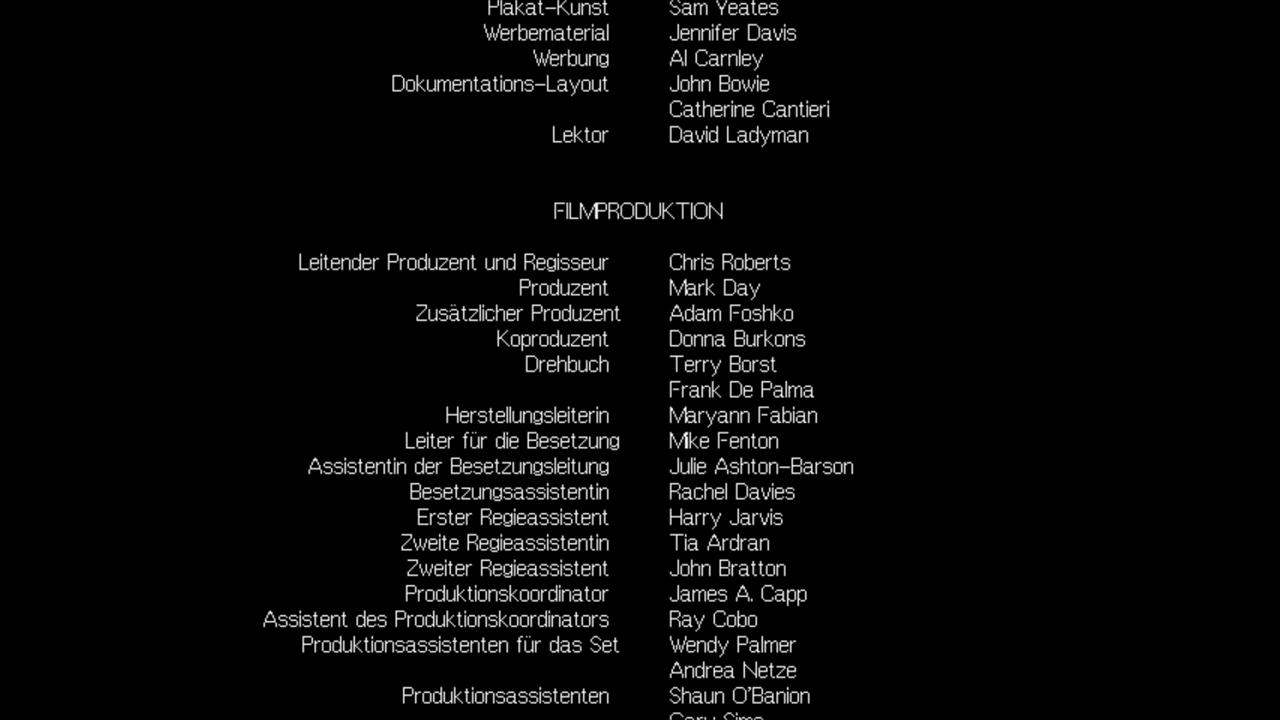 Plakat-Kunst Sam Yeates
Werbematerial Jennifer Davis
Werbung Al Carnley
Dokumentations-Layout John Bowie
Catherine Cantieri
Lektor David Ladyman
FILMPRODUKTION
Leitender Produzent und Regisseur Chris Roberts
Produzent Mark Day
Zusätzlicher Produzent Adam Foshko
Koproduzent Donna Burkons
Drehbuch Terry Borst
Frank De Palma
Herstellungsleiterin Maryann Fabian
Leiter für die Besetzung Mike Fenton
Assistentin der Besetzungsleitung Julie Ashton-Barson
Besetzungsassistentin Rachel Davies
Erster Regieassistent Harry Jarvis
Zweite Regieassistentin Tia Ardran
Zweiter Regieassistent John Bratton
Produktionskoordinator James A. Capp
Assistent des Produktionskoordinators Ray Cobo
Produktionsassistenten für das Set Wendy Palmer
Andrea Netze
Produktionsassistenten Shaun O'Banion